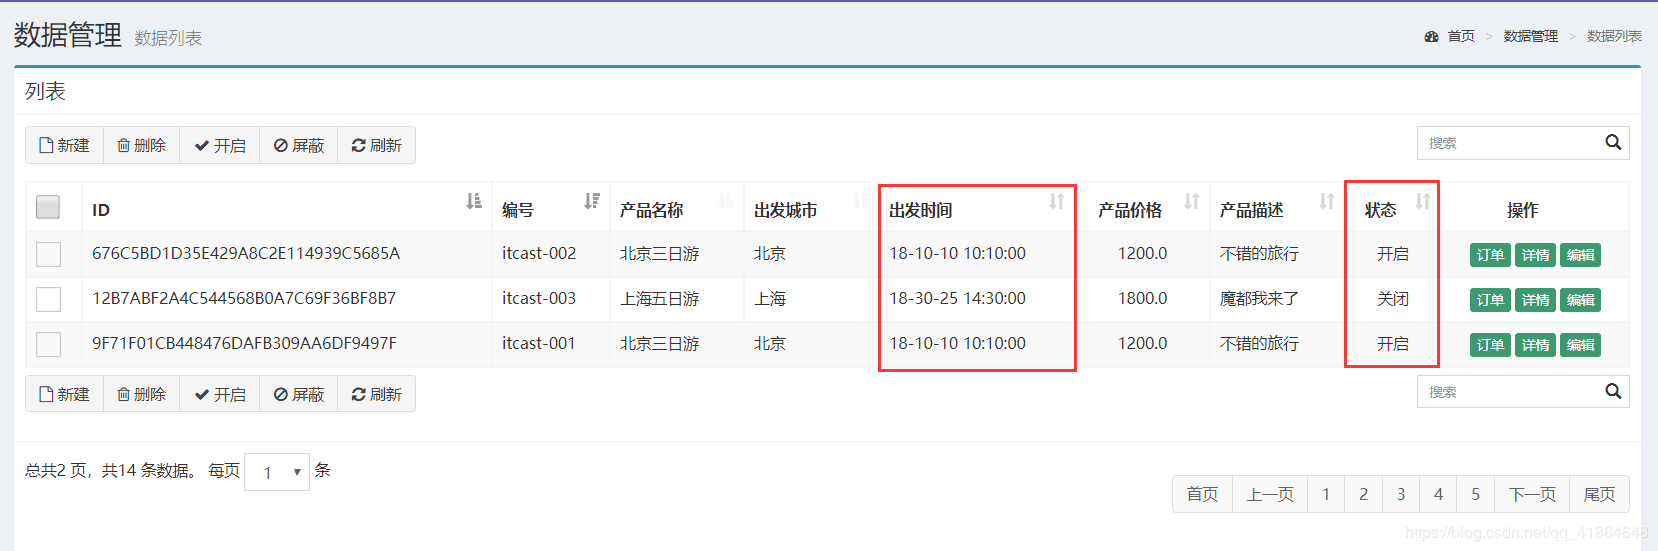 数据管理 数据列表
首页 > 数据管理 > 数据列表
列表
新建 删除 开启 屏蔽 刷新
搜索
ID 编号 产品名称 出发城市 出发时间 产品价格 产品描述 状态 操作
676C5BD1D35E429A8C2E114939C5685A itcast-002 北京三日游 北京 18-10-10 10:10:00 1200.0 不错的旅行 开启 订单 详情 编辑
12B7ABF2A4C544568B0A7C69F36BF8B7 itcast-003 上海五日游 上海 18-30-25 14:30:00 1800.0 魔都我来了 关闭 订单 详情 编辑
9F71F01CB448476DAFB309AA6DF9497F itcast-001 北京三日游 北京 18-10-10 10:10:00 1200.0 不错的旅行 开启 订单 详情 编辑
新建 删除 开启 屏蔽 刷新
搜索
总共2 页，共14 条数据。 每页 1 条
首页 上一页 1 2 3 4 5 下一页 尾页
https://blog.csdn.net/qq_41864648